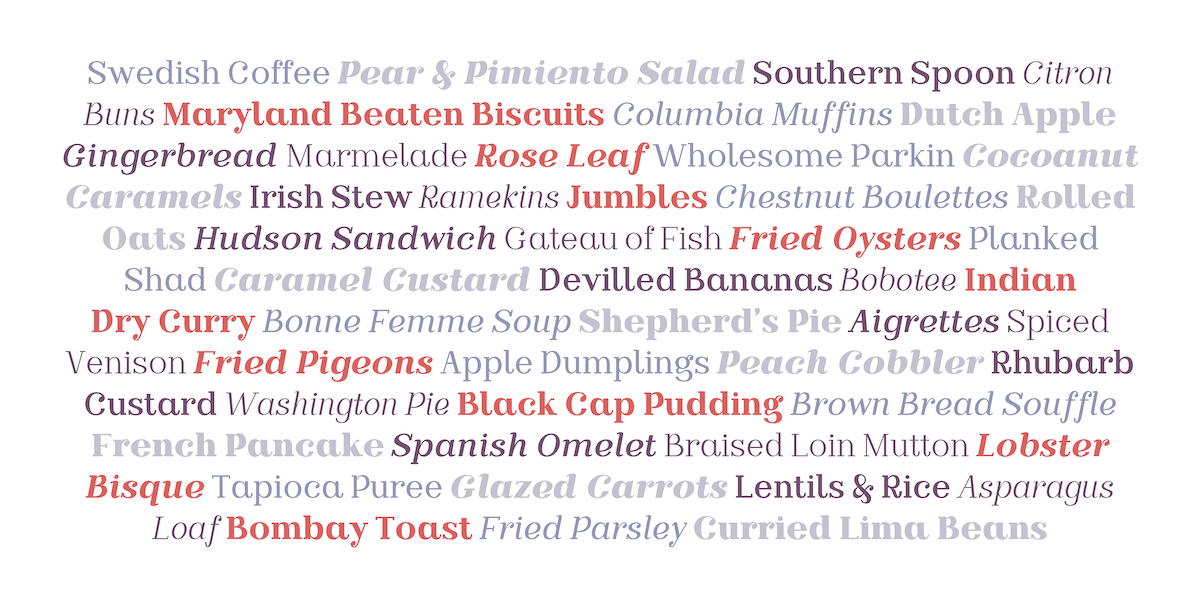 Swedish Coffee Pear & Pimiento Salad Southern Spoon Citron
Buns Maryland Beaten Biscuits Columbia Muffins Dutch Apple
Gingerbread Marmelade Rose Leaf Wholesome Parkin Cocoanut
Caramels Irish Stew Ramekins Jumbles Chestnut Boulettes Rolled
Oats Hudson Sandwich Gateau of Fish Fried Oysters Planked
Shad Caramel Custard Devilled Bananas Bobotee Indian
Dry Curry Bonne Femme Soup Shepherd’s Pie Aigrettes Spiced
Venison Fried Pigeons Apple Dumplings Peach Cobbler Rhubarb
Custard Washington Pie Black Cap Pudding Brown Bread Souffle
French Pancake Spanish Omelet Braised Loin Mutton Lobster
Bisque Tapioca Puree Glazed Carrots Lentils & Rice Asparagus
Loaf Bombay Toast Fried Parsley Curried Lima Beans